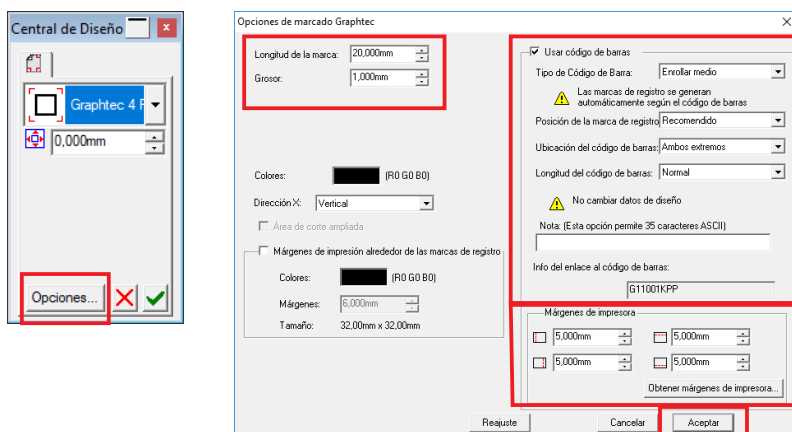 Central de Diseño
Graphtec 4 P
0,000mm
Opciones...
Opciones de marcado Graphtec
Longitud de la marca: 20,000mm
Grosor: 1,000mm
Colores: (R0 G0 B0)
Dirección X: Vertical
Área de corte ampliada
Márgenes de impresión alrededor de las marcas de registro
Colores: (R0 G0 B0)
Márgenes: 6,000mm
Tamaño: 32,00mm x 32,00mm
Usar código de barras
Tipo de Código de Barra: Enrollar medio
Las marcas de registro se generan
automáticamente según el código de barras
Posición de la marca de registro Recomendido
Ubicación del código de barras: Ambos extremos
Longitud del código de barras: Normal
No cambiar datos de diseño
Nota: (Esta opción permite 35 caracteres ASCII)
Info del enlace al código de barras:
G11001KPP
Márgenes de impresora
5,000mm 5,000mm
5,000mm 5,000mm
Obtener márgenes de impresora...
Reajuste Cancelar Aceptar